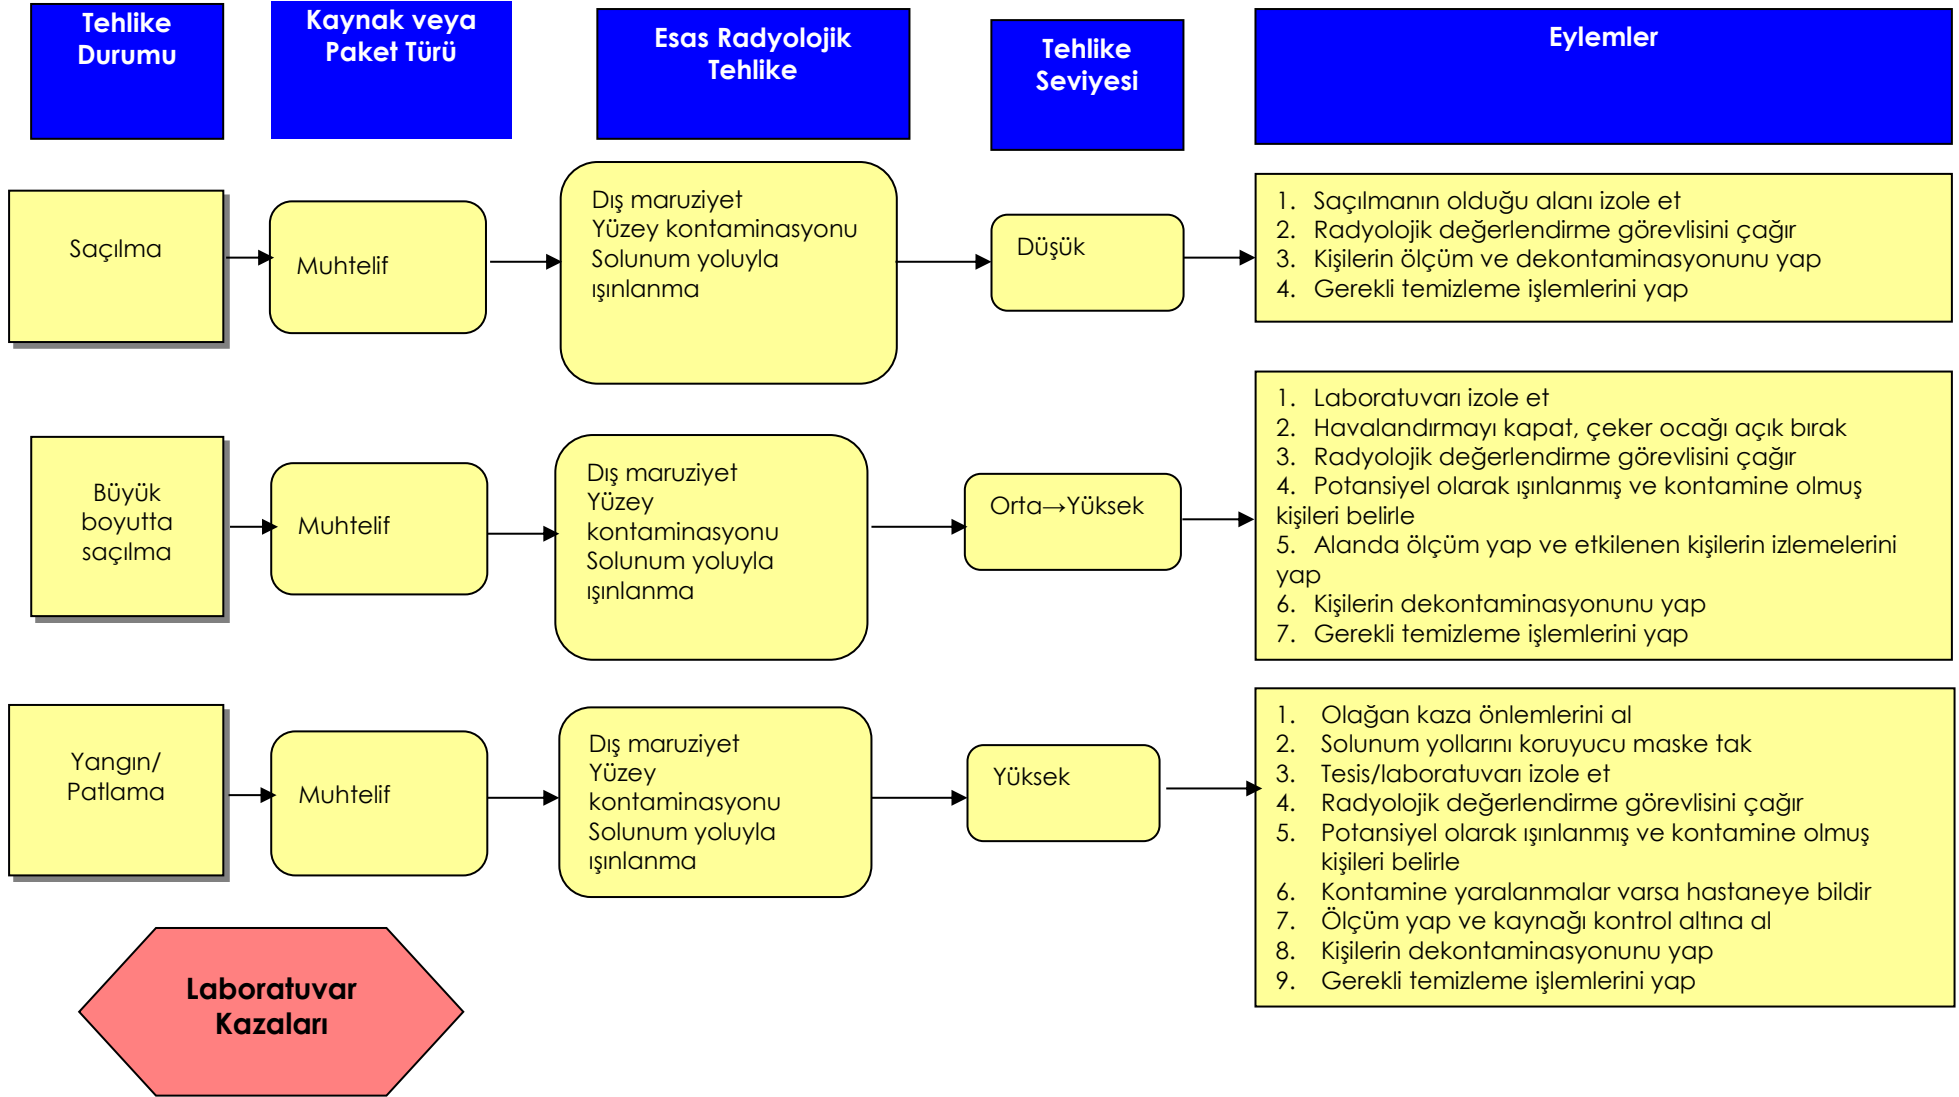 Tehlike
Durumu
Kaynak veya
Paket Türü
Esas Radyolojik
Tehlike
Tehlike
Seviyesi
Eylemler
Saçılma
Muhtelif
Dış maruziyet
Yüzey kontaminasyonu
Solunum yoluyla
ışınlanma
Düşük
1. Saçılmanın olduğu alanı izole et
2. Radyolojik değerlendirme görevlisini çağır
3. Kişilerin ölçüm ve dekontaminasyonunu yap
4. Gerekli temizleme işlemlerini yap
Büyük
boyutta
saçılma
Muhtelif
Dış maruziyet
Yüzey
kontaminasyonu
Solunum yoluyla
ışınlanma
Orta→Yüksek
1. Laboratuvarı izole et
2. Havalandırmayı kapat, çeker ocağı açık bırak
3. Radyolojik değerlendirme görevlisini çağır
4. Potansiyel olarak ışınlanmış ve kontamine olmuş
kişileri belirle
5. Alanda ölçüm yap ve etkilenen kişilerin izlemelerini
yap
6. Kişilerin dekontaminasyonunu yap
7. Gerekli temizleme işlemlerini yap
Yangın/
Patlama
Muhtelif
Dış maruziyet
Yüzey
kontaminasyonu
Solunum yoluyla
ışınlanma
Yüksek
1. Olağan kaza önlemlerini al
2. Solunum yollarını koruyucu maske tak
3. Tesis/laboratuvarı izole et
4. Radyolojik değerlendirme görevlisini çağır
5. Potansiyel olarak ışınlanmış ve kontamine olmuş
kişileri belirle
6. Kontamine yaralanmalar varsa hastaneye bildir
7. Ölçüm yap ve kaynağı kontrol altına al
8. Kişilerin dekontaminasyonunu yap
9. Gerekli temizleme işlemlerini yap
Laboratuvar
Kazaları